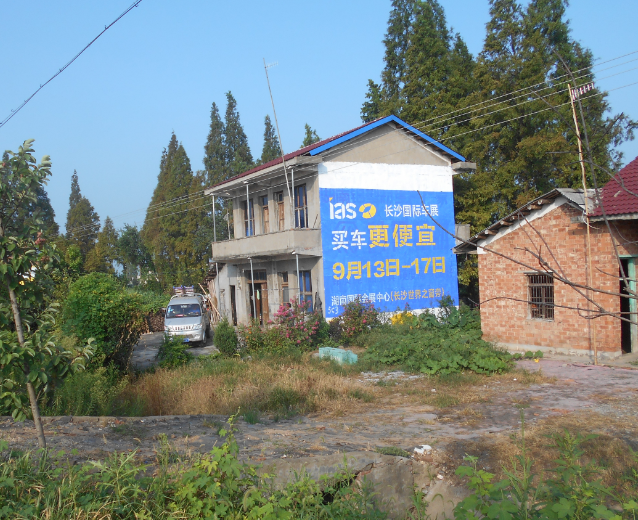 ias 长沙国际车展
买车更便宜
9月13日-17日
湖南国际会展中心(长沙世界之窗旁)